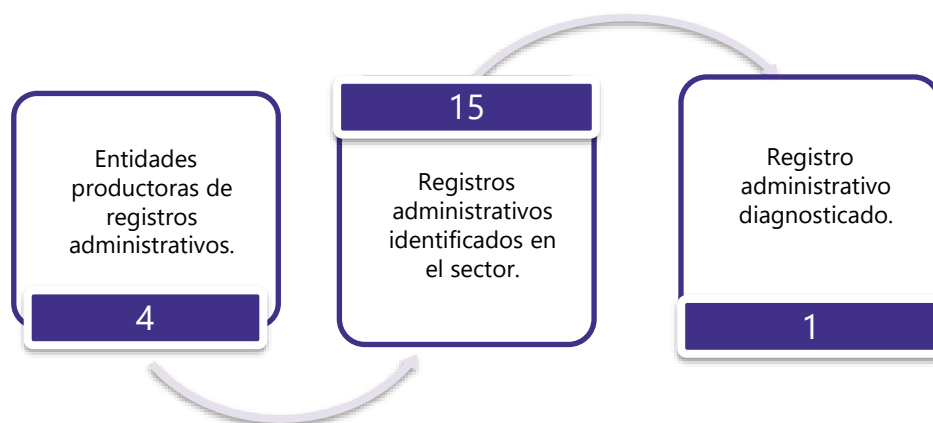 Entidades
productoras de
registros
administrativos.
4
15
Registros
administrativos
identificados en
el sector.
Registro
administrativo
diagnosticado.
1